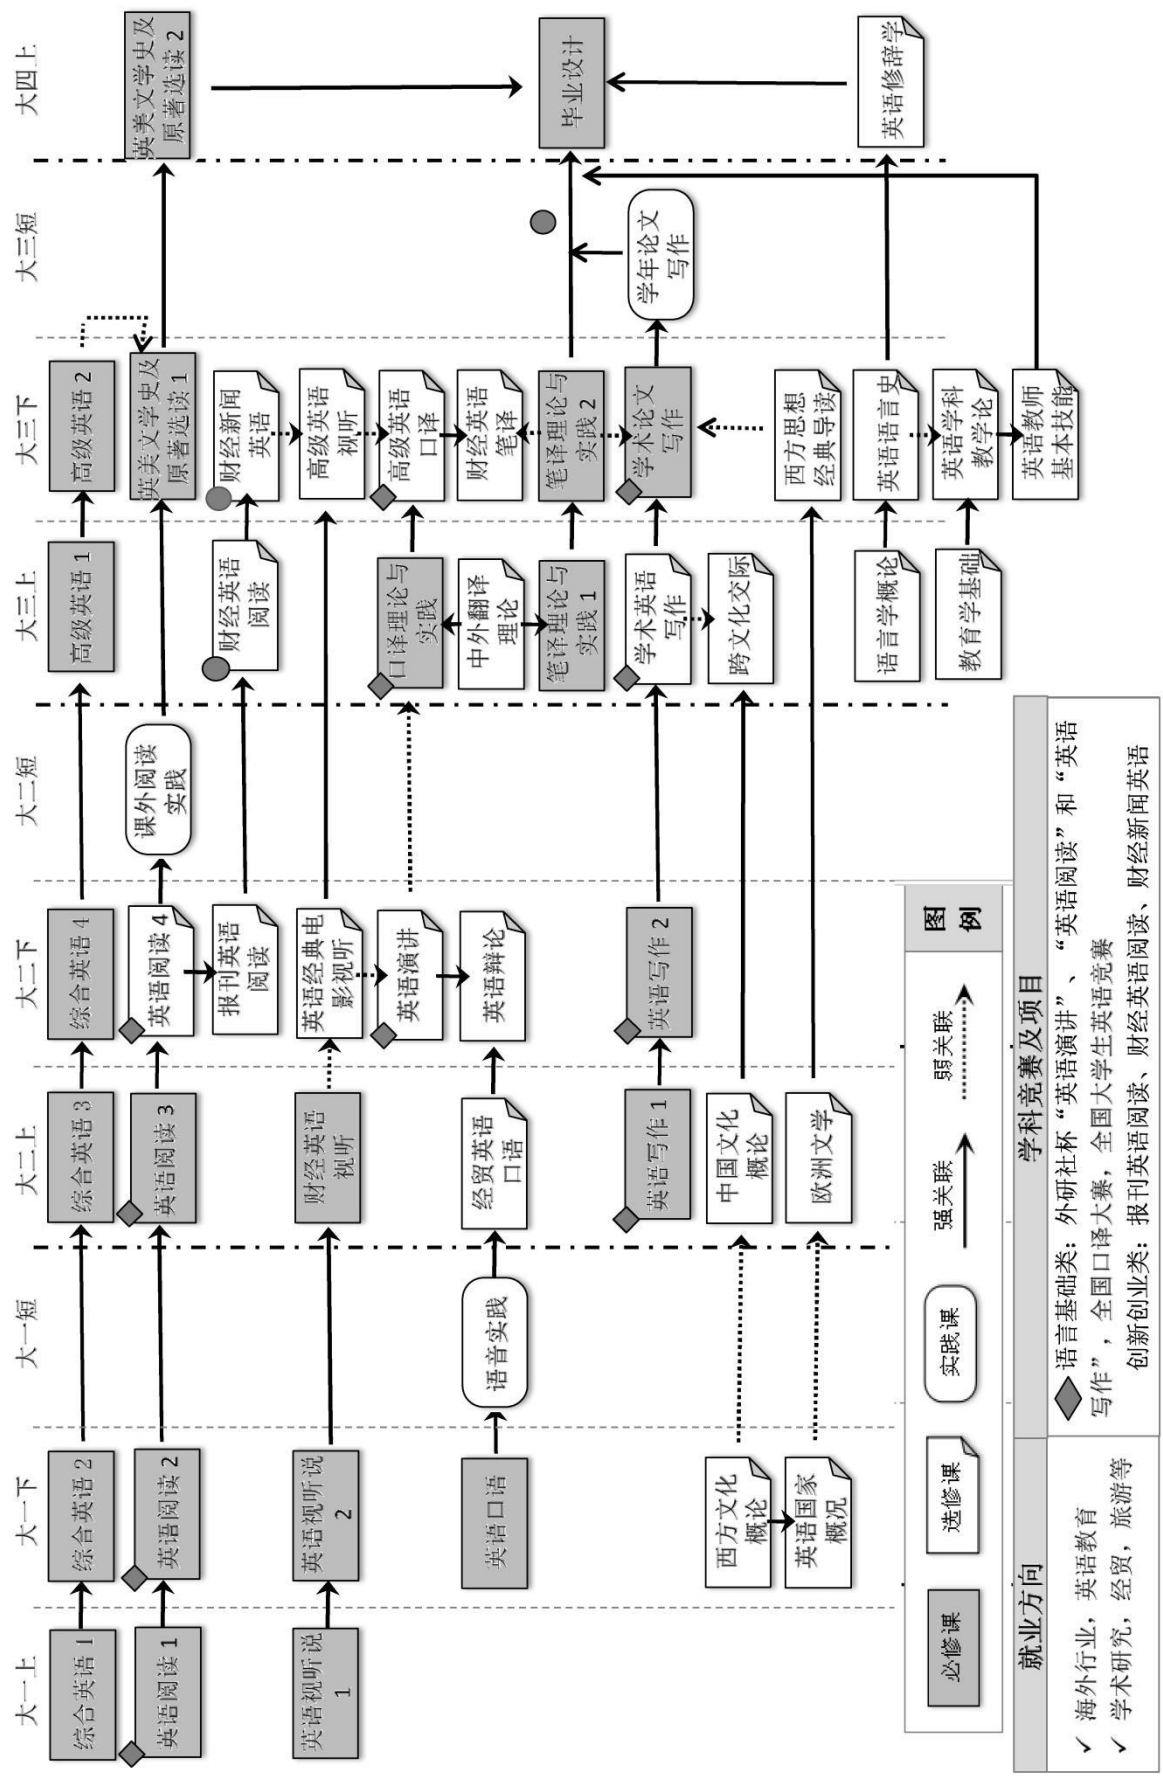 大一上
大一下
大一短
大二上
大二下
大二短
大三上
大三下
大三短
大四上
综合英语 1
综合英语 2
综合英语 3
综合英语 4
高级英语 1
高级英语 2
英语阅读 1
英语阅读 2
英语阅读 3
英语阅读 4
课外阅读
实践
英美文学史及
原著选读 1
英美文学史及
原著选读 2
报刊英语
阅读
财经英语
阅读
财经新闻
英语
英语视听说
1
英语视听说
2
财经英语
视听
英语经典电
影视听
高级英语
视听
英语演讲
口译理论与
实践
高级英语
口译
英语口语
语音实践
经贸英语
口语
英语辩论
中外翻译
理论
财经英语
笔译
笔译理论与
实践 1
笔译理论与
实践 2
毕业设计
英语写作 1
英语写作 2
学术英语
写作
学术论文
写作
学年论文
写作
西方文化
概论
中国文化
概论
跨文化交际
英语国家
概况
欧洲文学
西方思想
经典导读
语言学概论
英语语言史
英语修辞学
教育学基础
英语学科
教学论
英语教师
基本技能
必修课
选修课
实践课
强关联
弱关联
图
例
就业方向
学科竞赛及项目
✓ 海外行业，英语教育
✓ 学术研究，经贸，旅游等
语言基础类：外研社杯“英语演讲”、“英语阅读”和“英语
写作”，全国口译大赛，全国大学生英语竞赛
创新创业类：报刊英语阅读、财经英语阅读、财经新闻英语